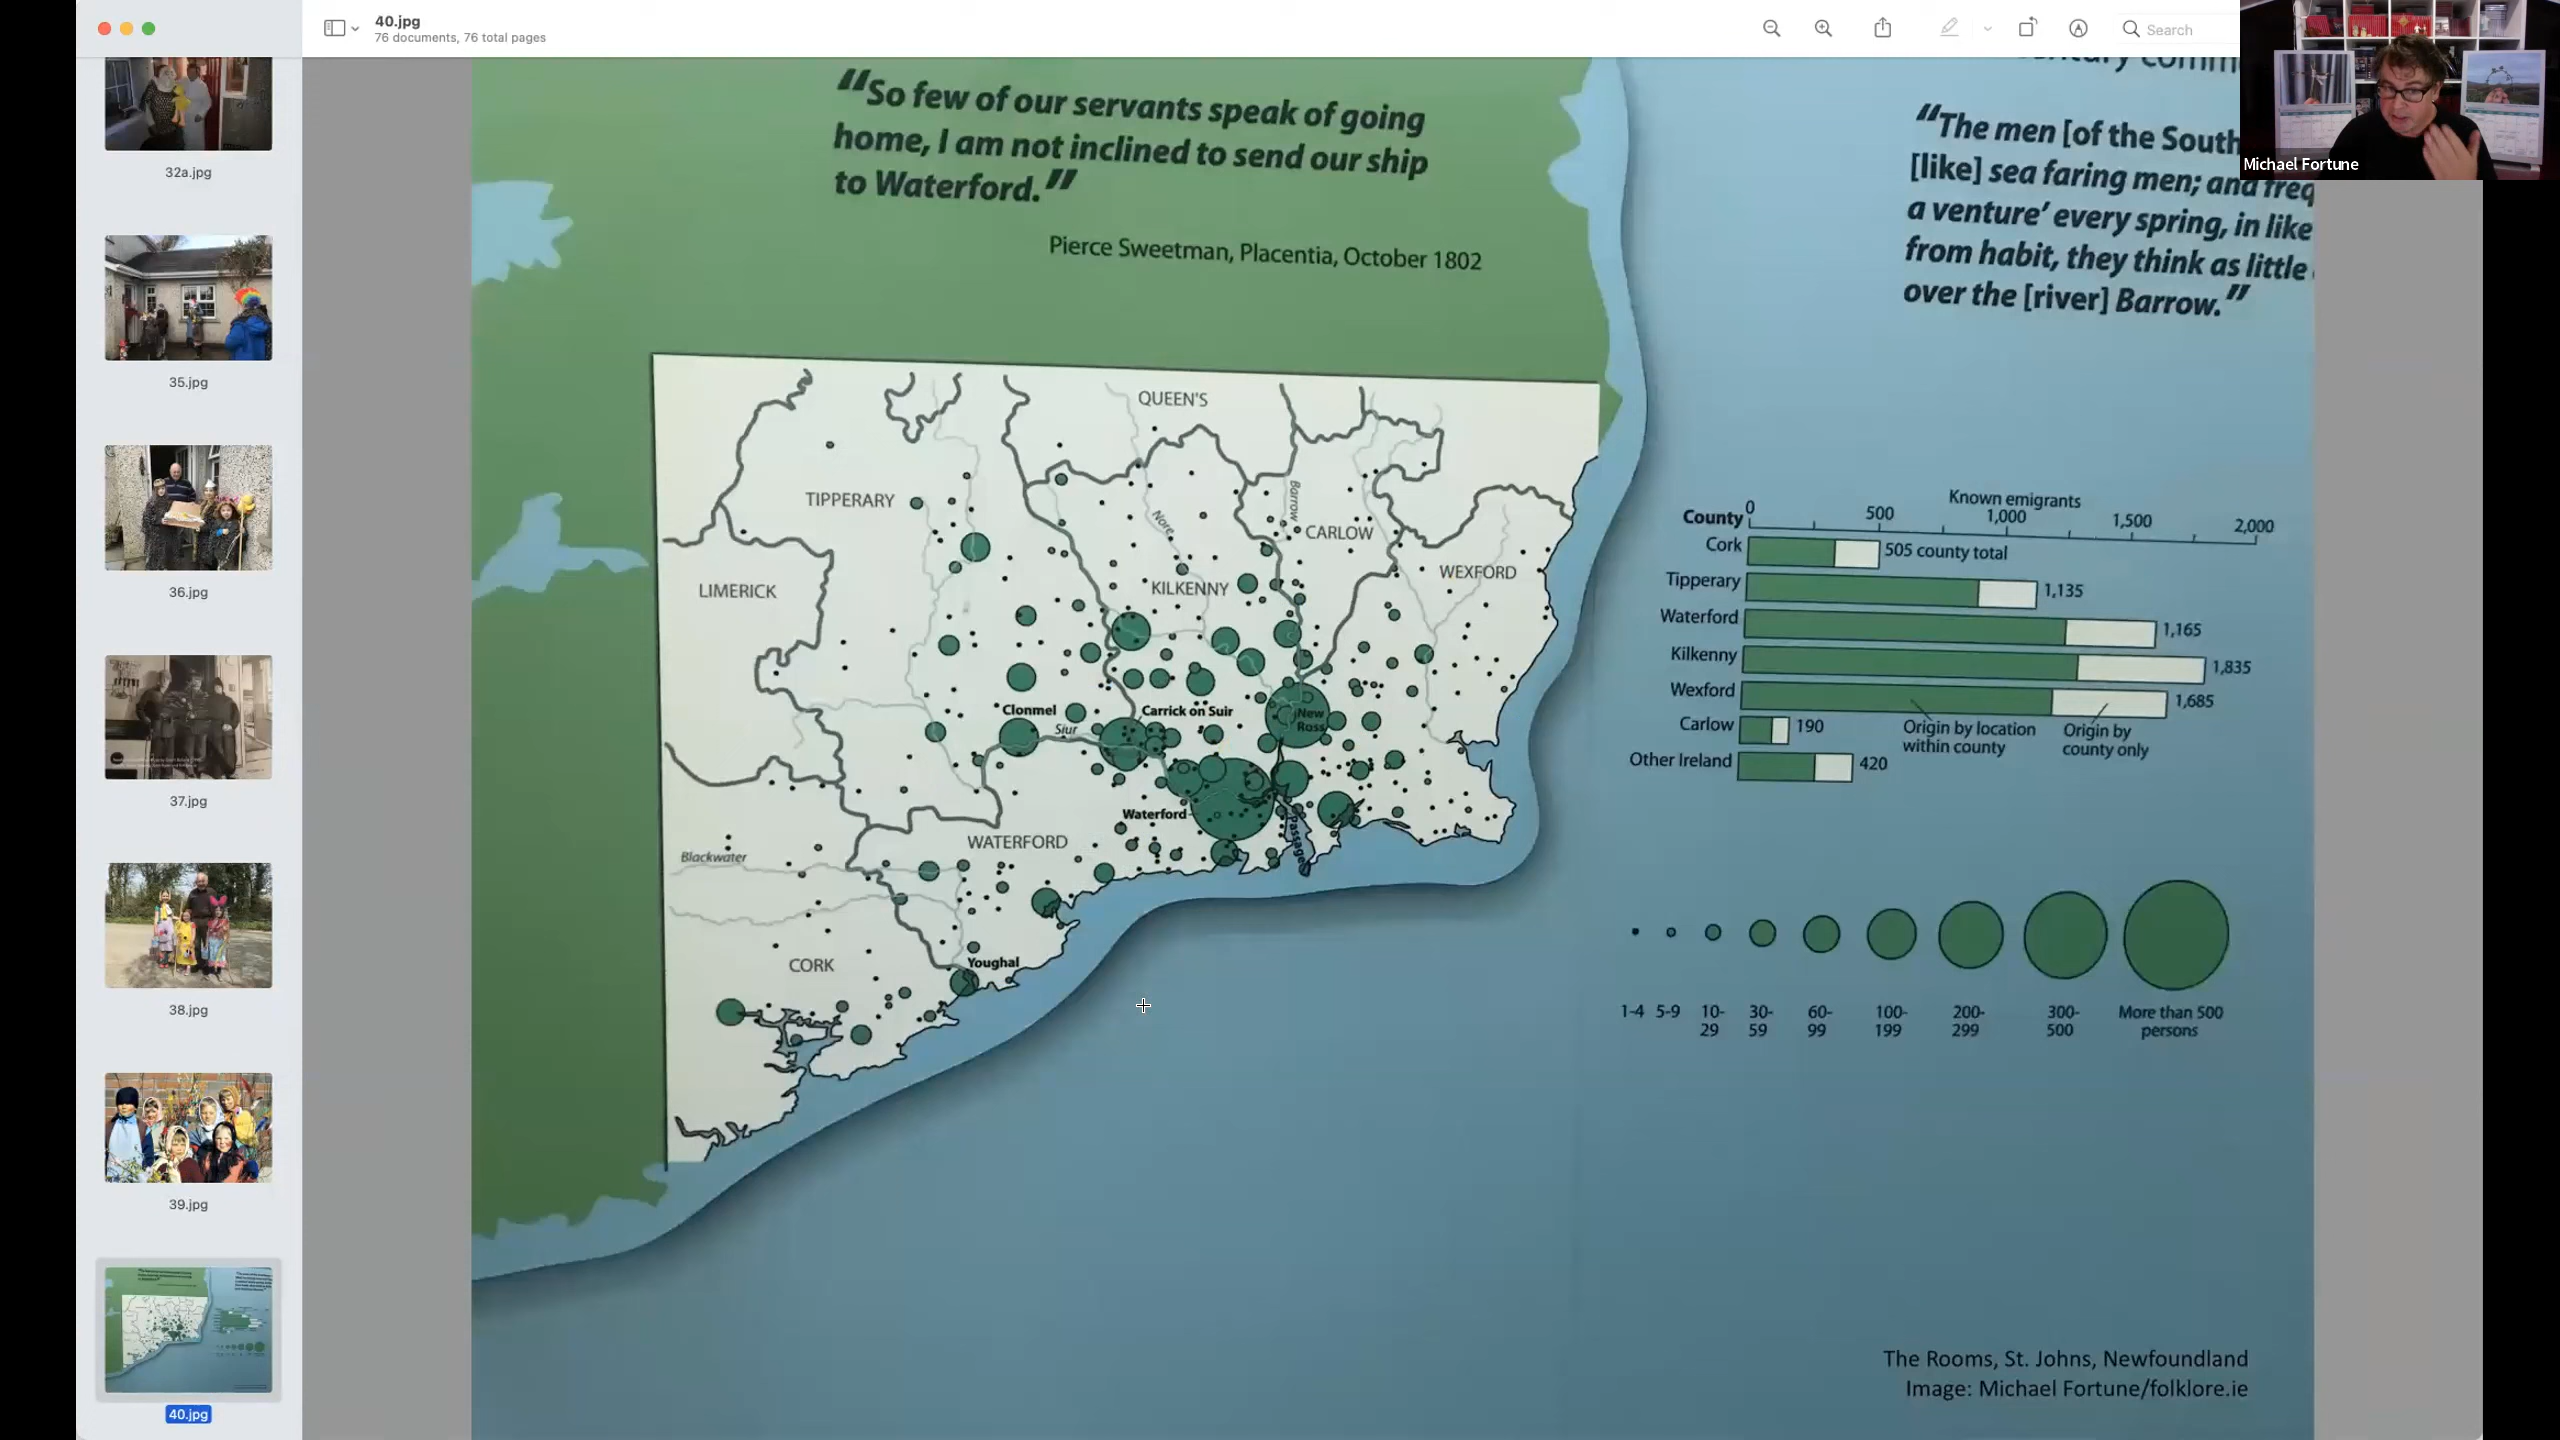 40.jpg
76 documents, 76 total pages
Search
Michael Fortune
32a.jpg
35.jpg
36.jpg
37.jpg
38.jpg
39.jpg
40.jpg
“So few of our servants speak of going
home, I am not inclined to send our ship
to Waterford.”
Pierce Sweetman, Placentia, October 1802
“The men [of the South
[like] sea faring men; and freq
a venture’ every spring, in like
from habit, they think as little
over the [river] Barrow.”
QUEEN'S
TIPPERARY
Nore
Barrow
CARLOW
LIMERICK
KILKENNY
WEXFORD
Clonmel
Siur
Carrick on Suir
New
Ross
Waterford
Passage
WATERFORD
Blackwater
CORK
Youghal
Known emigrants
County
0
500
1,000
1,500
2,000
Cork
505 county total
Tipperary
1,135
Waterford
1,165
Kilkenny
1,835
Wexford
1,685
Carlow
190
Origin by location
within county
Origin by
county only
Other Ireland
420
1-4 5-9 10- 30- 60- 100- 200- 300- More than 500
29 59 99 199 299 500 persons
The Rooms, St. Johns, Newfoundland
Image: Michael Fortune/folklore.ie